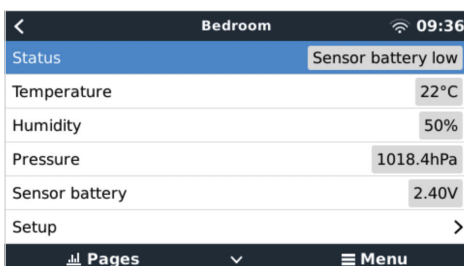 Bedroom 09:36
Status Sensor battery low
Temperature 22°C
Humidity 50%
Pressure 1018.4hPa
Sensor battery 2.40V
Setup
Pages Menu